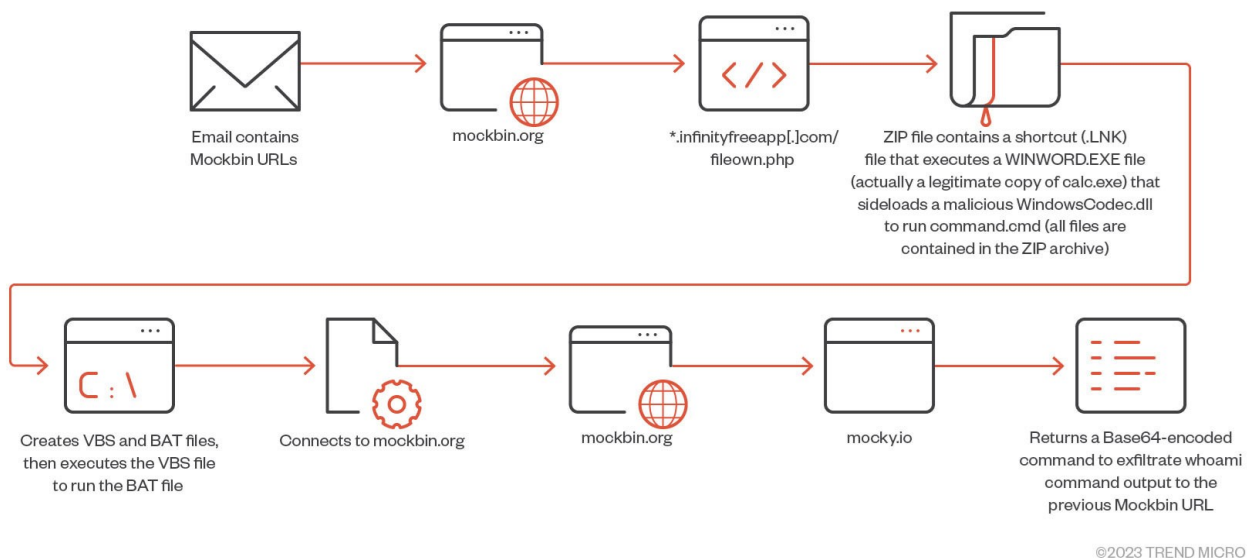 Email contains
Mockbin URLs
mockbin.org
</>
*.infinityfreeapp[.]com/
fileown.php
ZIP file contains a shortcut (.LNK)
file that executes a WINWORD.EXE file
(actually a legitimate copy of calc.exe) that
sideloads a malicious WindowsCodec.dll
to run command.cmd (all files are
contained in the ZIP archive)
C:\
Creates VBS and BAT files,
then executes the VBS file
to run the BAT file
Connects to mockbin.org
mockbin.org
mocky.io
Returns a Base64-encoded
command to exfiltrate whoami
command output to the
previous Mockbin URL
©2023 TREND MICRO